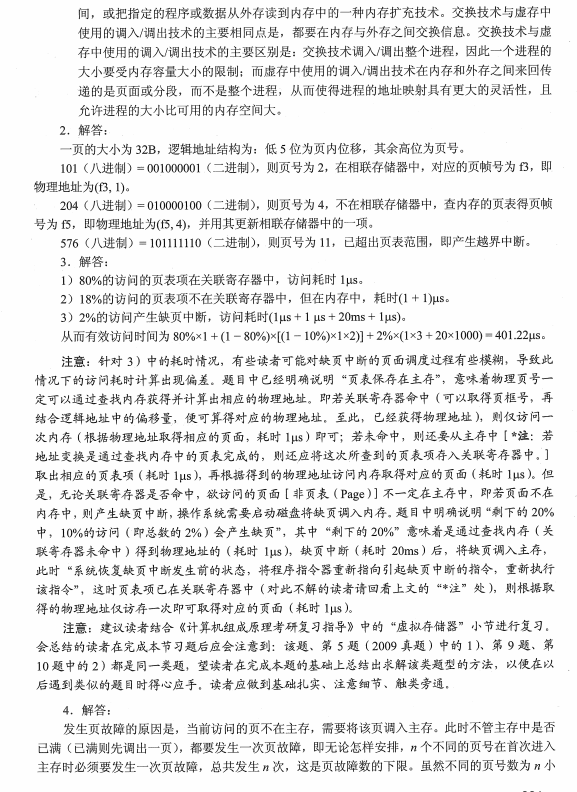 间，或把指定的程序或数据从外存读到内存中的一种内存扩充技术。交换技术与虚存中
使用的调入/调出技术的主要相同点是，都要在内存与外存之间交换信息。交换技术与虚
存中使用的调入/调出技术的主要区别是：交换技术调入/调出整个进程，因此一个进程的
大小要受内存容量大小的限制；而虚存中使用的调入/调出技术在内存和外存之间来回传
递的是页面或分段，而不是整个进程，从而使得进程的地址映射具有更大的灵活性，且
允许进程的大小比可用的内存空间大。
2．解答：
一页的大小为 32B，逻辑地址结构为：低 5 位为页内位移，其余高位为页号。
101（八进制）= 001000001（二进制），则页号为 2，在相联存储器中，对应的页帧号为 f3，即
物理地址为(f3, 1)。
204（八进制）= 010000100（二进制），则页号为 4，不在相联存储器中，查内存的页表得页帧
号为 f5，即物理地址为(f5, 4)，并用其更新相联存储器中的一项。
576（八进制）= 101111110（二进制），则页号为 11，已超出页表范围，即产生越界中断。
3．解答：
1）80%的访问的页表项在关联寄存器中，访问耗时 1μs。
2）18%的访问的页表项不在关联寄存器中，但在内存中，耗时(1 + 1)μs。
3）2%的访问产生缺页中断，访问耗时(1μs + 1 μs + 20ms + 1μs)。
从而有效访问时间为 80%×1 + (1 − 80%)×[(1 − 10%)×1×2)] + 2%×(1×3 + 20×1000) = 401.22μs。
注意：针对 3）中的耗时情况，有些读者可能对缺页中断的页面调度过程有些模糊，导致此
情况下的访问耗时计算出现偏差。题目中已经明确说明“页表保存在主存”，意味着物理页号一
定可以通过查找内存获得并计算出相应的物理地址。即若关联寄存器命中（可以取得页框号，再
结合逻辑地址中的偏移量，便可算得对应的物理地址。至此，已经获得物理地址），则仅访问一
次内存（根据物理地址取得相应的页面，耗时 1μs）即可；若未命中，则还要从主存中 [ *注：若
地址变换是通过查找内存中的页表完成的，则还应将这次所查到的页表项存入关联寄存器中。]
取出相应的页表项（耗时 1μs），再根据得到的物理地址访问内存取得对应的页面（耗时 1μs）。但
是，无论关联寄存器是否命中，欲访问的页面 [ 非页表（Page）] 不一定在主存中，即若页面不在
内存中，则产生缺页中断，操作系统需要启动磁盘将缺页调入内存。题目中明确说明“剩下的 20%
中，10%的访问（即总数的 2%）会产生缺页”，其中“剩下的 20%”意味着是通过查找内存（关
联寄存器未命中）得到物理地址的（耗时 1μs），缺页中断（耗时 20ms）后，将缺页调入主存，
此时“系统恢复缺页中断发生前的状态，将程序指令器重新指向引起缺页中断的指令，重新执行
该指令”，这时页表项已在关联寄存器中（对此不解的读者请回看上文的“*注”处），则根据取
得的物理地址仅访存一次即可取得对应的页面（耗时 1μs）。
注意：建议读者结合《计算机组成原理考研复习指导》中的“虚拟存储器”小节进行复习。
会总结的读者在完成本节习题后应会注意到：该题、第 5 题（2009 真题）中的 1）、第 9 题、第
10 题中的 2）都是同一类题，望读者在完成本题的基础上总结出求解该类题型的方法，以便在以
后遇到类似的题目时得心应手。读者应做到基础扎实、注意细节、触类旁通。
4．解答：
发生页故障的原因是，当前访问的页不在主存，需要将该页调入主存。此时不管主存中是否
已满（已满则先调出一页），都要发生一次页故障，即无论怎样安排，n 个不同的页号在首次进入
主存时必须要发生一次页故障，总共发生 n 次，这是页故障数的下限。虽然不同的页号数为 n 小